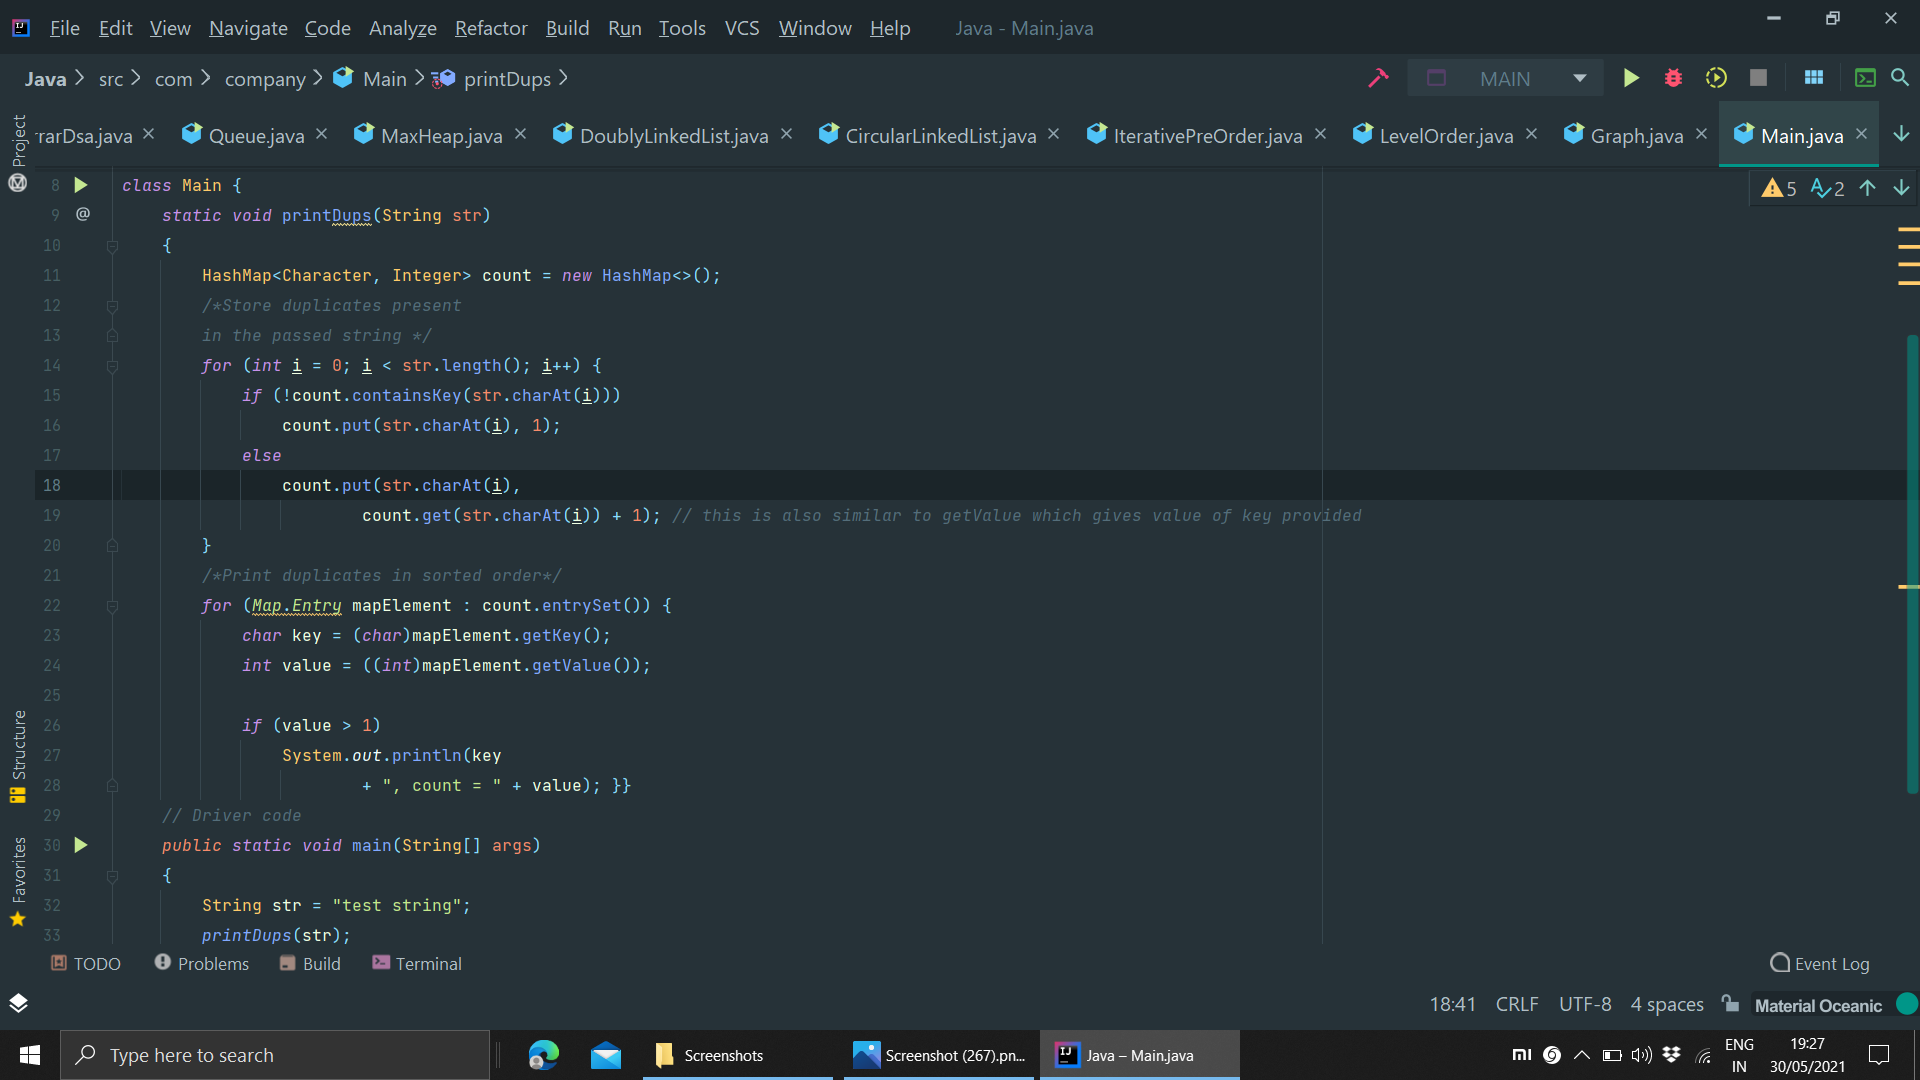 File Edit View Navigate Code Analyze Refactor Build Run Tools VCS Window Help Java - Main.java
Java src com company Main printDups MAIN
rarDsa.java Queue.java MaxHeap.java DoublyLinkedList.java CircularLinkedList.java IterativePreOrder.java LevelOrder.java Graph.java Main.java
Project
5 2
8 class Main {
9 @ static void printDups(String str)
10 {
11 HashMap<Character, Integer> count = new HashMap<>();
12 /*Store duplicates present
13 in the passed string */
14 for (int i = 0; i < str.length(); i++) {
15 if (!count.containsKey(str.charAt(i)))
16 count.put(str.charAt(i), 1);
17 else
18 count.put(str.charAt(i),
19 count.get(str.charAt(i)) + 1); // this is also similar to getValue which gives value of key provided
20 }
21 /*Print duplicates in sorted order*/
22 for (Map.Entry mapElement : count.entrySet()) {
23 char key = (char)mapElement.getKey();
24 int value = ((int)mapElement.getValue());
25
26 if (value > 1)
27 System.out.println(key
28 + ", count = " + value); }}
29 // Driver code
30 public static void main(String[] args)
31 {
32 String str = "test string";
33 printDups(str);
Structure
Favorites
TODO Problems Build Terminal Event Log
18:41 CRLF UTF-8 4 spaces Material Oceanic
Type here to search Screenshots Screenshot (267).pn... Java – Main.java
ENG 19:27
IN 30/05/2021